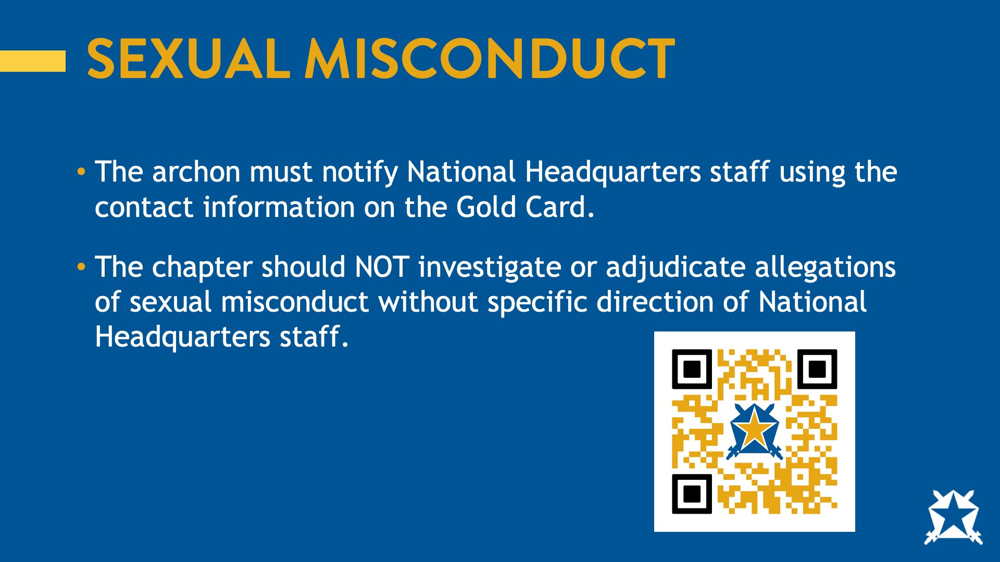 SEXUAL MISCONDUCT
• The archon must notify National Headquarters staff using the
contact information on the Gold Card.
• The chapter should NOT investigate or adjudicate allegations
of sexual misconduct without specific direction of National
Headquarters staff.